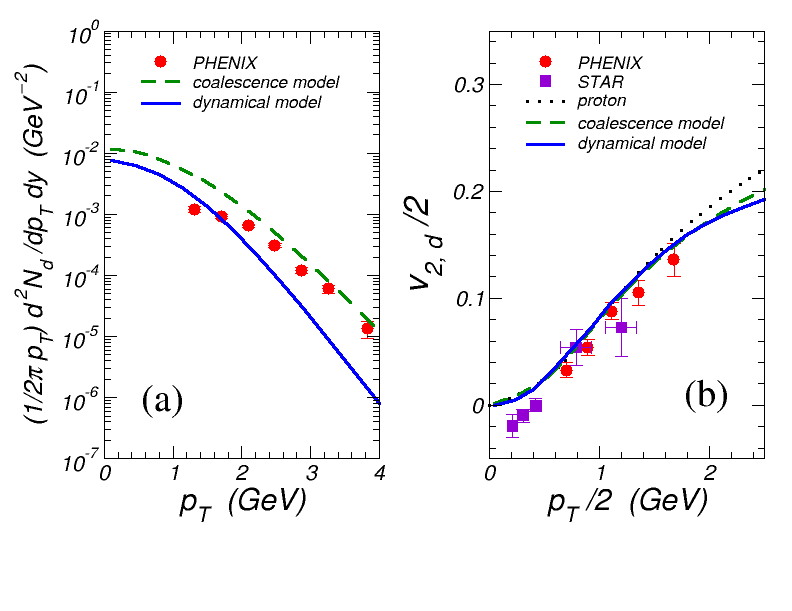 (1/2π p_T) d^2N_d/dp_T dy (GeV^-2)
10^0
10^-1
10^-2
10^-3
10^-4
10^-5
10^-6
10^-7
PHENIX
coalescence model
dynamical model
(a)
0 1 2 3 4
p_T (GeV)
v_2, d/2
0.3
0.2
0.1
0
PHENIX
STAR
proton
coalescence model
dynamical model
(b)
0 1 2
p_T/2 (GeV)